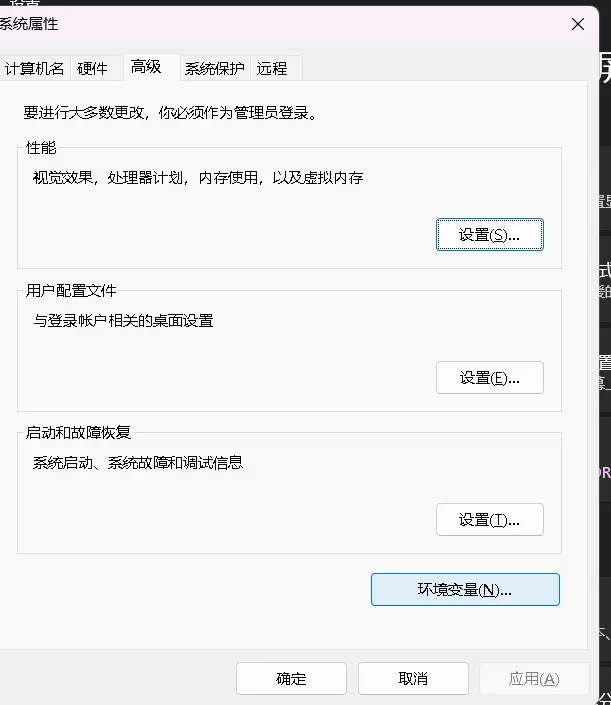 系统属性
计算机名 硬件 高级 系统保护 远程
要进行大多数更改，你必须作为管理员登录。
性能
视觉效果，处理器计划，内存使用，以及虚拟内存
设置(S)...
用户配置文件
与登录帐户相关的桌面设置
设置(E)...
启动和故障恢复
系统启动、系统故障和调试信息
设置(T)...
环境变量(N)...
确定 取消 应用(A)